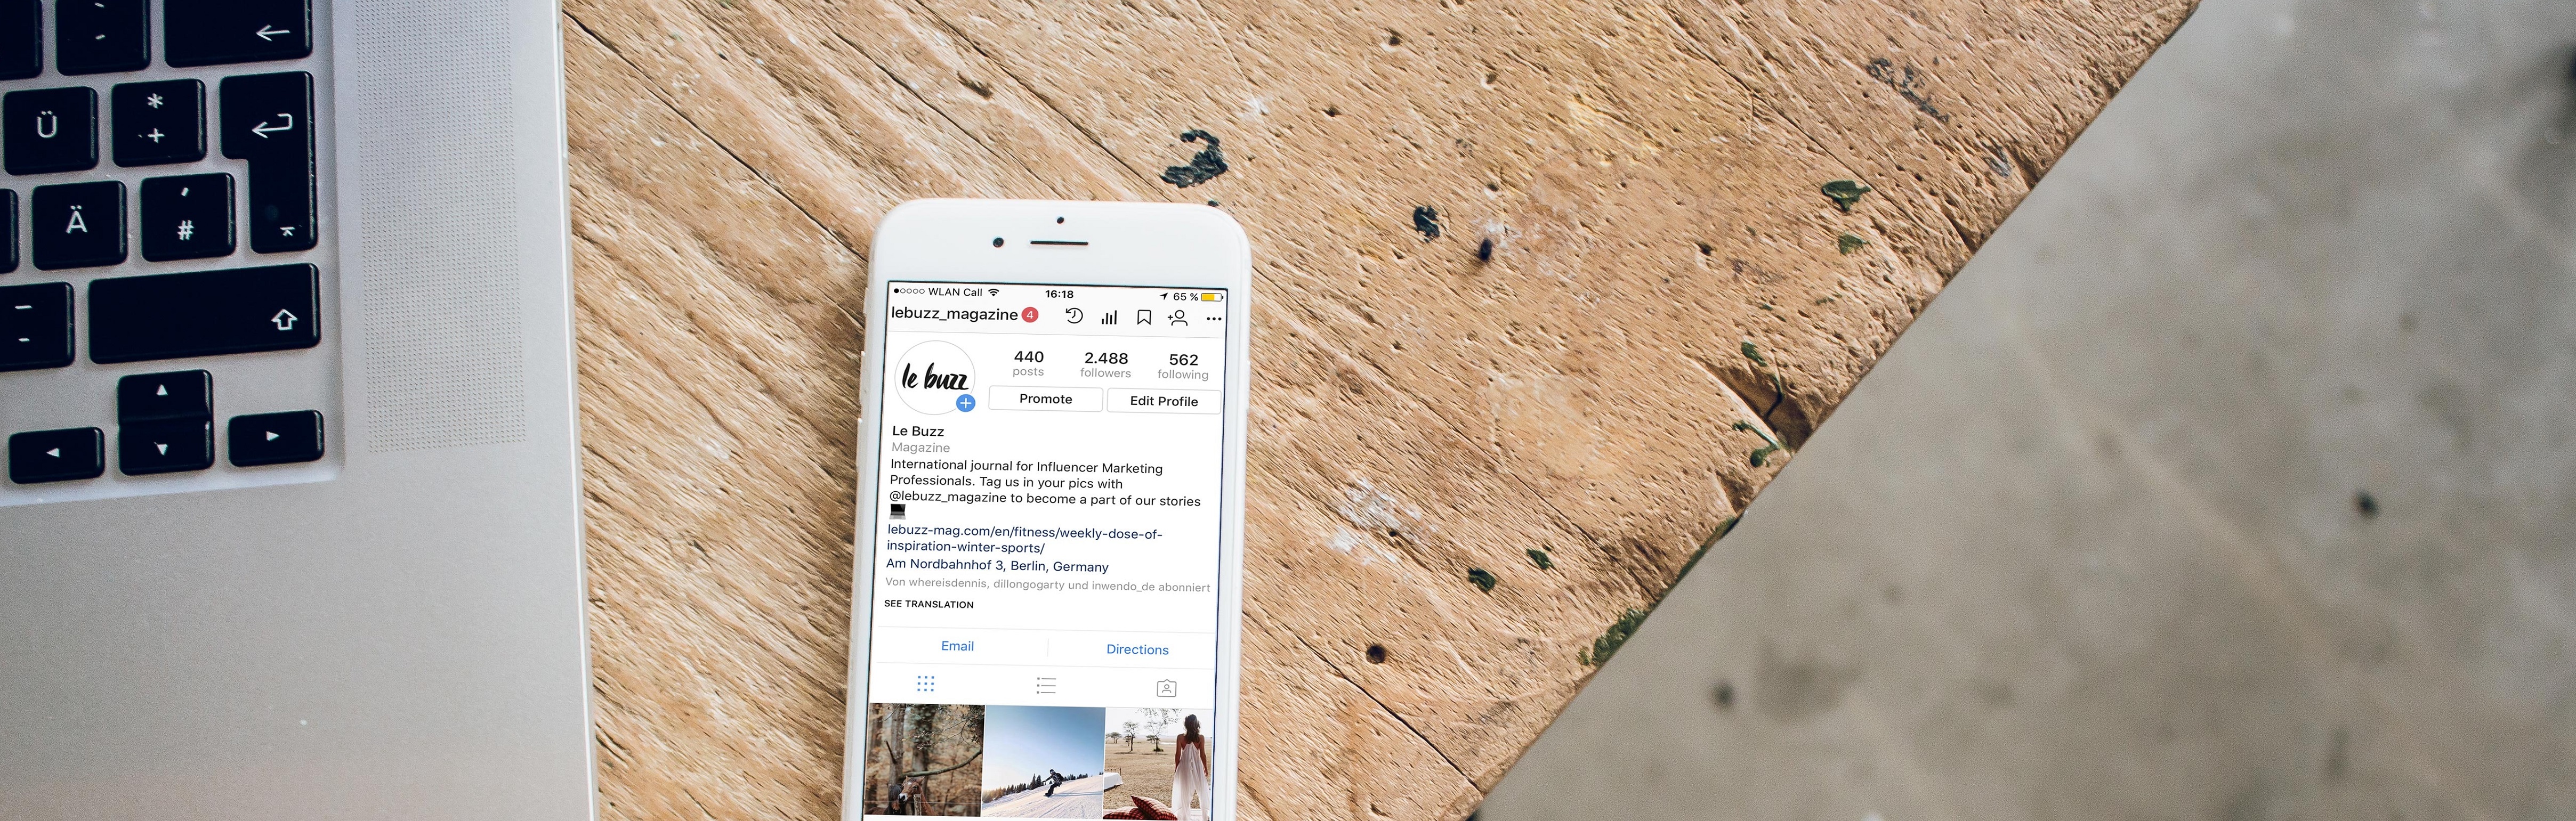 Ü
*
+
Ä
'
#
-
-
WLAN Call 16:18 65 %
lebuzz_magazine 4
le buzz
440 2.488 562
posts followers following
Promote Edit Profile
Le Buzz
Magazine
International journal for Influencer Marketing
Professionals. Tag us in your pics with
@lebuzz_magazine to become a part of our stories
lebuzz-mag.com/en/fitness/weekly-dose-of-
inspiration-winter-sports/
Am Nordbahnhof 3, Berlin, Germany
Von whereisdennis, dillongogarty und inwendo_de abonniert
SEE TRANSLATION
Email Directions